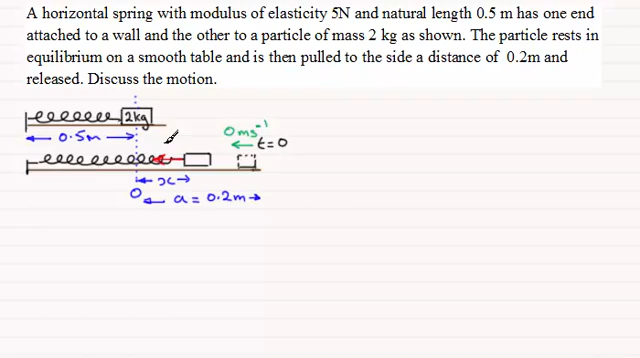 A horizontal spring with modulus of elasticity 5N and natural length 0.5 m has one end
attached to a wall and the other to a particle of mass 2 kg as shown. The particle rests in
equilibrium on a smooth table and is then pulled to the side a distance of 0.2m and
released. Discuss the motion.
2kg
0.5m
0ms⁻¹
t=0
x
O
a = 0.2m